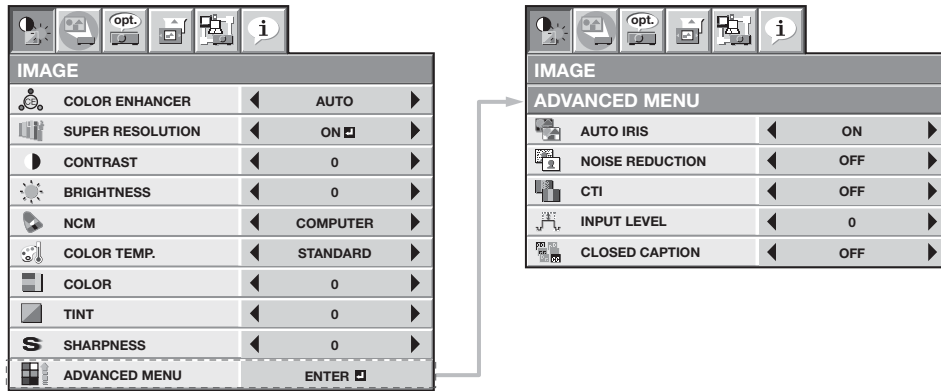 opt.
i
IMAGE
CE
COLOR ENHANCER AUTO
SUPER RESOLUTION ON
CONTRAST 0
BRIGHTNESS 0
NCM COMPUTER
COLOR TEMP. STANDARD
COLOR 0
TINT 0
S SHARPNESS 0
ADVANCED MENU ENTER
opt.
i
IMAGE
ADVANCED MENU
AUTO IRIS ON
NOISE REDUCTION OFF
CTI OFF
INPUT LEVEL 0
CLOSED CAPTION OFF